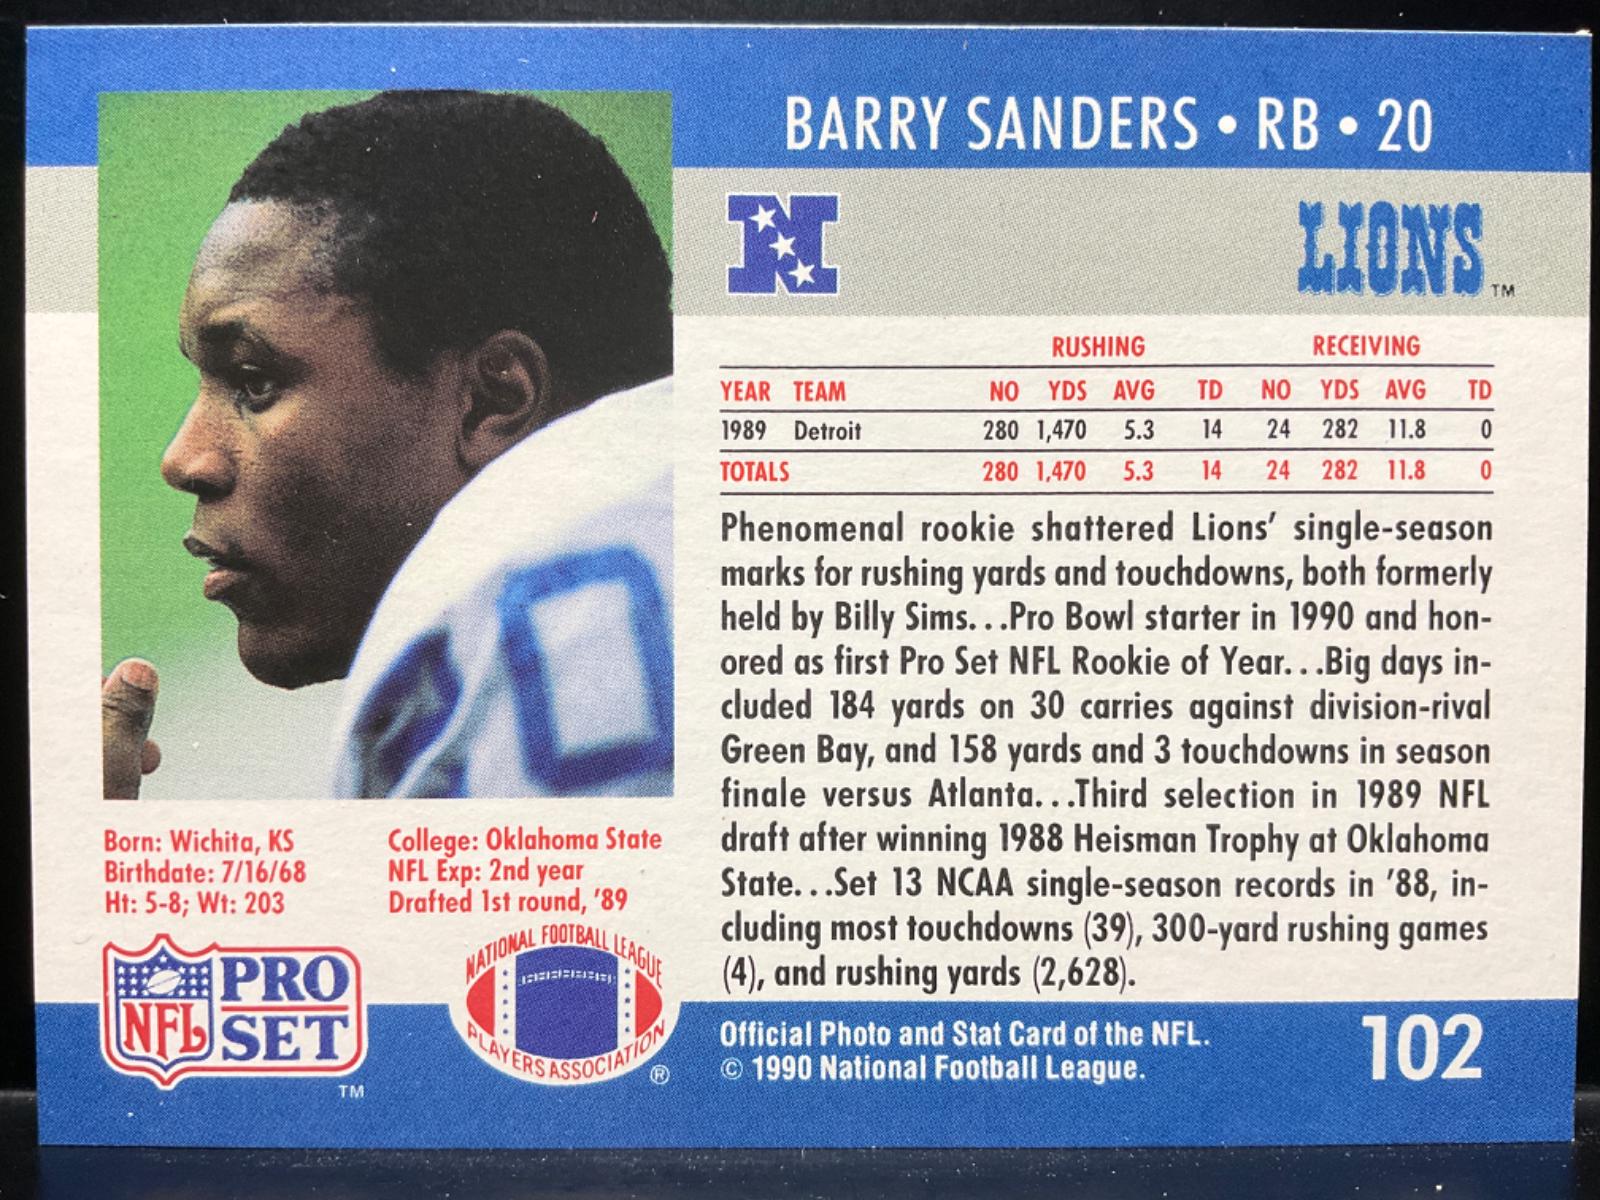 BARRY SANDERS • RB • 20
N
LIONS™
RUSHING RECEIVING
YEAR TEAM NO YDS AVG TD NO YDS AVG TD
1989 Detroit 280 1,470 5.3 14 24 282 11.8 0
TOTALS 280 1,470 5.3 14 24 282 11.8 0
Phenomenal rookie shattered Lions' single-season
marks for rushing yards and touchdowns, both formerly
held by Billy Sims...Pro Bowl starter in 1990 and hon-
ored as first Pro Set NFL Rookie of Year...Big days in-
cluded 184 yards on 30 carries against division-rival
Green Bay, and 158 yards and 3 touchdowns in season
finale versus Atlanta...Third selection in 1989 NFL
draft after winning 1988 Heisman Trophy at Oklahoma
State...Set 13 NCAA single-season records in '88, in-
cluding most touchdowns (39), 300-yard rushing games
(4), and rushing yards (2,628).
Born: Wichita, KS
Birthdate: 7/16/68
Ht: 5-8; Wt: 203
College: Oklahoma State
NFL Exp: 2nd year
Drafted 1st round, '89
NFL PRO
SET ™
NATIONAL FOOTBALL LEAGUE
PLAYERS ASSOCIATION ®
Official Photo and Stat Card of the NFL.
© 1990 National Football League.
102